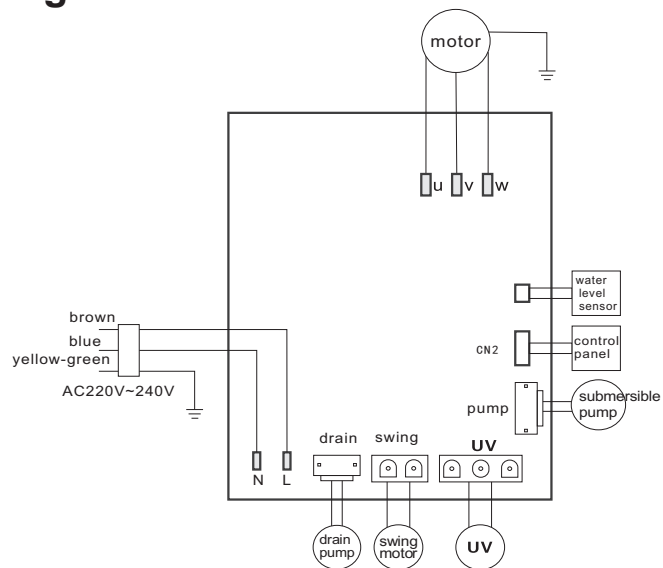 g
motor
u v w
water
level
sensor
brown
blue
yellow-green
AC220V~240V
CN2
control
panel
pump
submersible
pump
drain
swing
UV
N L
drain
pump
swing
motor
UV